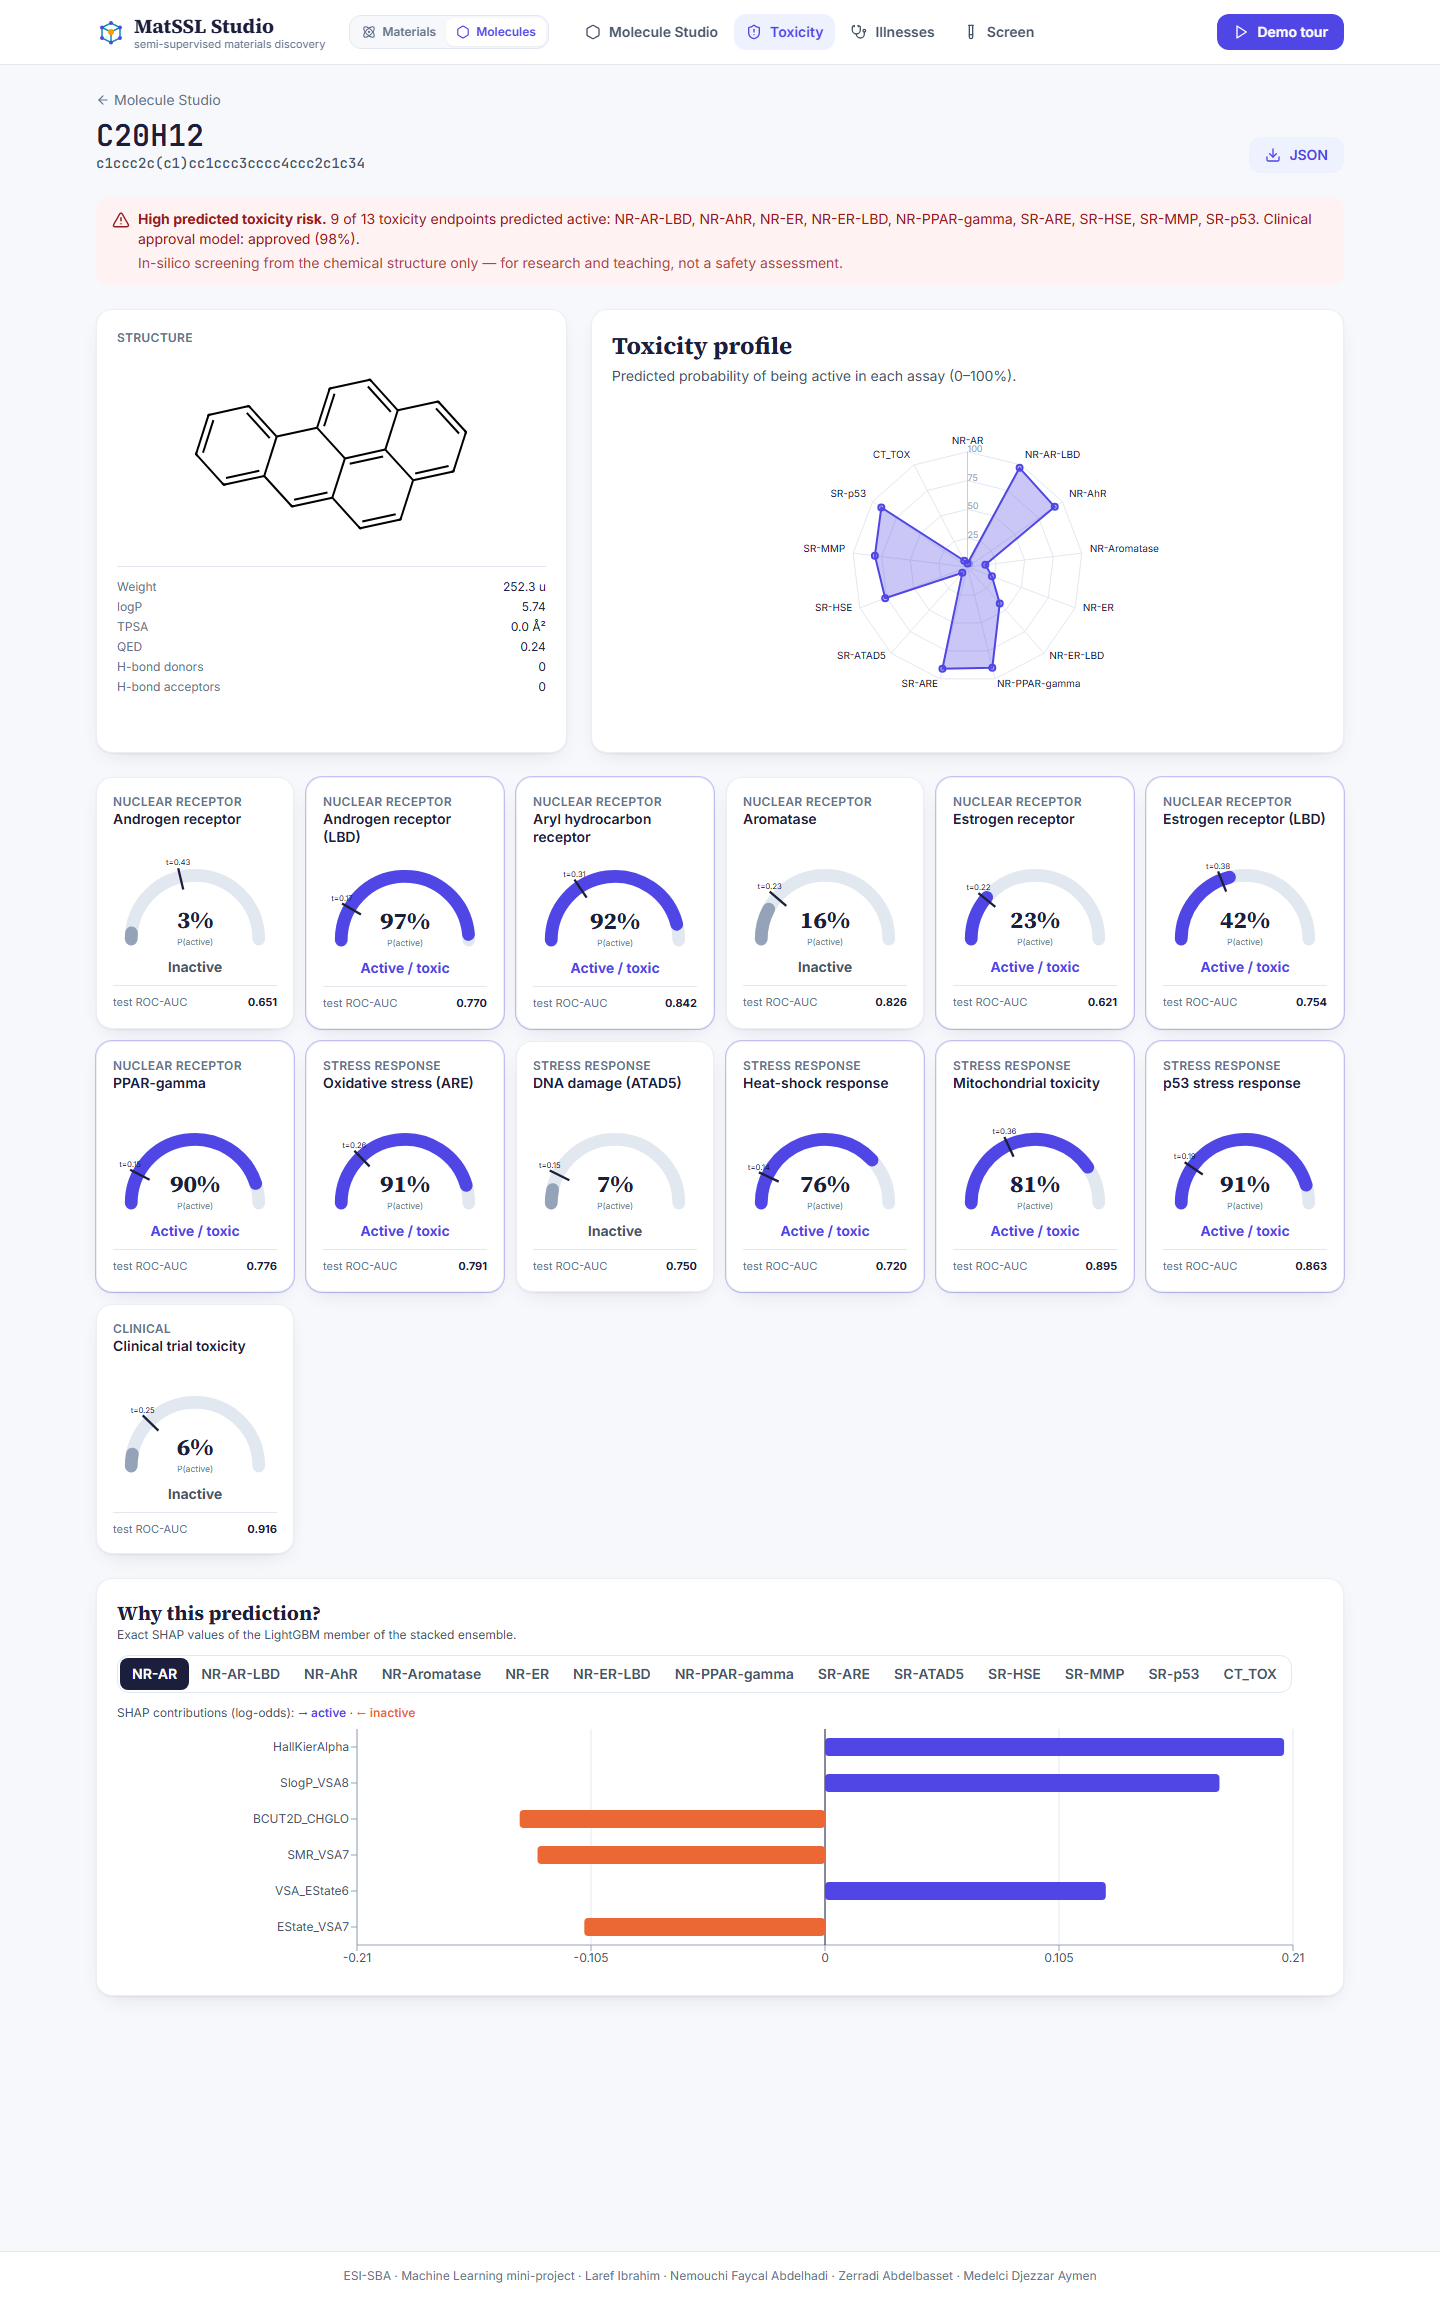 MatSSL Studio
semi-supervised materials discovery
Materials
Molecules
Molecule Studio
Toxicity
Illnesses
Screen
Demo tour
← Molecule Studio
C20H12
c1ccc2c(c1)cc1ccc3cccc4ccc2c1c34
JSON
High predicted toxicity risk. 9 of 13 toxicity endpoints predicted active: NR-AR-LBD, NR-AhR, NR-ER, NR-ER-LBD, NR-PPAR-gamma, SR-ARE, SR-HSE, SR-MMP, SR-p53. Clinical
approval model: approved (98%).
In-silico screening from the chemical structure only — for research and teaching, not a safety assessment.
STRUCTURE
Weight 252.3 u
logP 5.74
TPSA 0.0 Å²
QED 0.24
H-bond donors 0
H-bond acceptors 0
Toxicity profile
Predicted probability of being active in each assay (0–100%).
NR-AR
100
CT_TOX
NR-AR-LBD
75
SR-p53
NR-AhR
50
25
SR-MMP
NR-Aromatase
SR-HSE
NR-ER
SR-ATAD5
NR-ER-LBD
SR-ARE
NR-PPAR-gamma
NUCLEAR RECEPTOR
Androgen receptor
t=0.43
3%
P(active)
Inactive
test ROC-AUC 0.651
NUCLEAR RECEPTOR
Androgen receptor
(LBD)
97%
P(active)
Active / toxic
test ROC-AUC 0.770
NUCLEAR RECEPTOR
Aryl hydrocarbon
receptor
t=0.31
92%
P(active)
Active / toxic
test ROC-AUC 0.842
NUCLEAR RECEPTOR
Aromatase
t=0.23
16%
P(active)
Inactive
test ROC-AUC 0.826
NUCLEAR RECEPTOR
Estrogen receptor
t=0.22
23%
P(active)
Active / toxic
test ROC-AUC 0.621
NUCLEAR RECEPTOR
Estrogen receptor (LBD)
t=0.38
42%
P(active)
Active / toxic
test ROC-AUC 0.754
NUCLEAR RECEPTOR
PPAR-gamma
90%
P(active)
Active / toxic
test ROC-AUC 0.776
STRESS RESPONSE
Oxidative stress (ARE)
t=0.26
91%
P(active)
Active / toxic
test ROC-AUC 0.791
STRESS RESPONSE
DNA damage (ATAD5)
t=0.15
7%
P(active)
Inactive
test ROC-AUC 0.750
STRESS RESPONSE
Heat-shock response
t=0.14
76%
P(active)
Active / toxic
test ROC-AUC 0.720
STRESS RESPONSE
Mitochondrial toxicity
t=0.36
81%
P(active)
Active / toxic
test ROC-AUC 0.895
STRESS RESPONSE
p53 stress response
91%
P(active)
Active / toxic
test ROC-AUC 0.863
CLINICAL
Clinical trial toxicity
t=0.25
6%
P(active)
Inactive
test ROC-AUC 0.916
Why this prediction?
Exact SHAP values of the LightGBM member of the stacked ensemble.
NR-AR NR-AR-LBD NR-AhR NR-Aromatase NR-ER NR-ER-LBD NR-PPAR-gamma SR-ARE SR-ATAD5 SR-HSE SR-MMP SR-p53 CT_TOX
SHAP contributions (log-odds): → active · ← inactive
HallKierAlpha
SlogP_VSA8
BCUT2D_CHGLO
SMR_VSA7
VSA_EState6
EState_VSA7
-0.21 -0.105 0 0.105 0.21
ESI-SBA · Machine Learning mini-project · Laref Ibrahim · Nemouchi Faycal Abdelhadi · Zerradi Abdelbasset · Medelci Djezzar Aymen